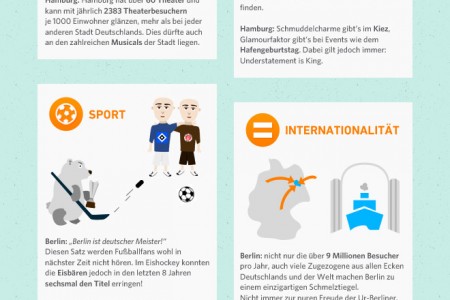 Hamburg: Hamburg hat über 60 Theater und
kann mit jährlich 2383 Theaterbesuchern
je 1000 Einwohner glänzen, mehr als bei jeder
anderen Stadt Deutschlands. Dies dürfte auch
an den zahlreichen Musicals der Stadt liegen.
Hamburg: Schmuddelcharme gibt's im Kiez,
Glamourfaktor gibt's bei Events wie dem
Hafengeburtstag. Dabei gilt jedoch immer:
Understatement is King.
SPORT
Berlin: „Berlin ist deutscher Meister!"
Diesen Satz werden Fußballfans wohl in
nächster Zeit nicht hören. Im Eishockey konnten
die Eisbären jedoch in den letzten 8 Jahren
sechsmal den Titel erringen!
INTERNATIONALITÄT
Berlin: nicht nur die über 9 Millionen Besucher
pro Jahr, auch viele Zugezogene aus allen Ecken
Deutschlands und der Welt machen Berlin zu
einem einzigartigen Schmelztiegel.
Nicht immer zur puren Freude der Ur-Berliner.